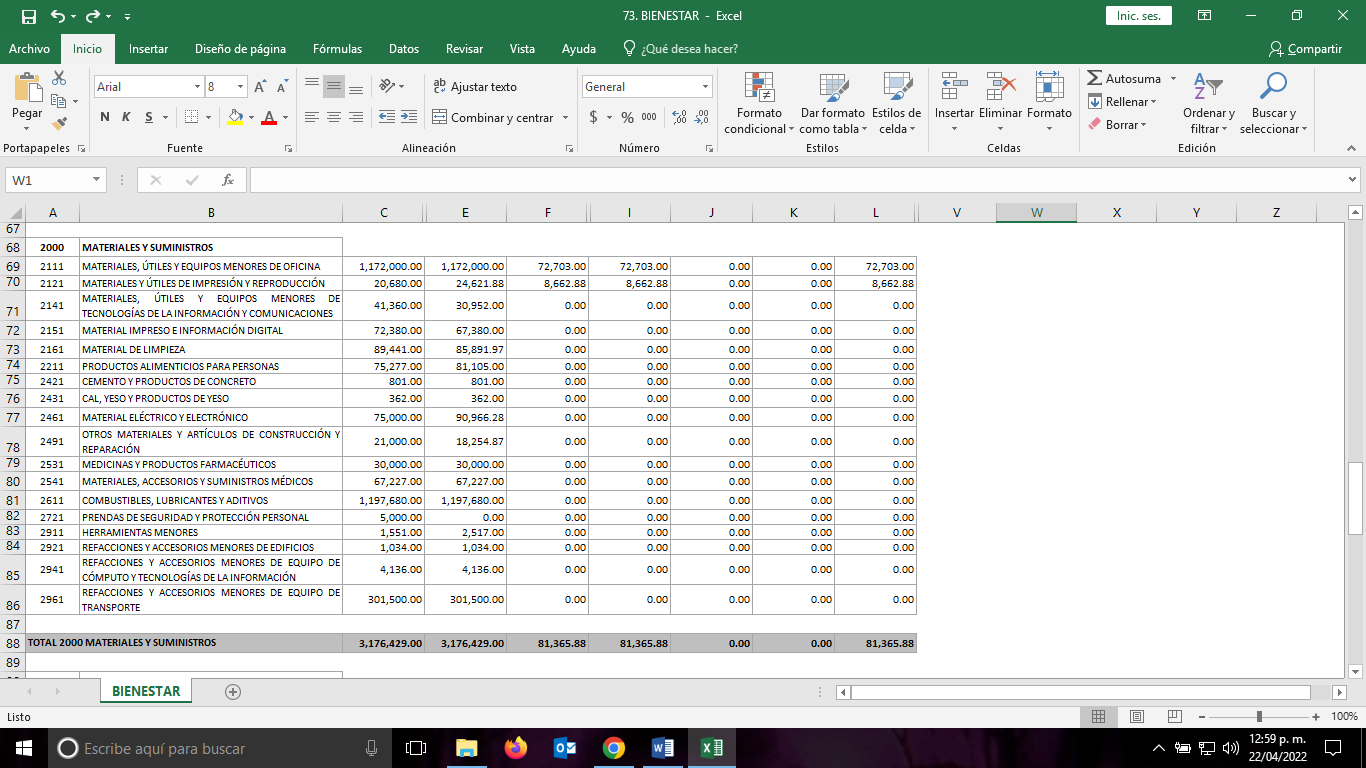 73. BIENESTAR - Excel
Inic. ses.
Archivo Inicio Insertar Diseño de página Fórmulas Datos Revisar Vista Ayuda ¿Qué desea hacer? Compartir
Pegar
Portapapeles
Arial 8
N K S
Fuente
Ajustar texto
Combinar y centrar
Alineación
General
$ % 000
Número
Formato condicional
Dar formato como tabla
Estilos de celda
Estilos
Insertar Eliminar Formato
Celdas
Autosuma
Rellenar
Borrar
Ordenar y filtrar
Buscar y seleccionar
Edición
W1 fx
A B C E F I J K L V W X Y Z
67
68 2000 MATERIALES Y SUMINISTROS
69 2111 MATERIALES, ÚTILES Y EQUIPOS MENORES DE OFICINA 1,172,000.00 1,172,000.00 72,703.00 72,703.00 0.00 0.00 72,703.00
70 2121 MATERIALES Y ÚTILES DE IMPRESIÓN Y REPRODUCCIÓN 20,680.00 24,621.88 8,662.88 8,662.88 0.00 0.00 8,662.88
71 2141 MATERIALES, ÚTILES Y EQUIPOS MENORES DE
TECNOLOGÍAS DE LA INFORMACIÓN Y COMUNICACIONES 41,360.00 30,952.00 0.00 0.00 0.00 0.00 0.00
72 2151 MATERIAL IMPRESO E INFORMACIÓN DIGITAL 72,380.00 67,380.00 0.00 0.00 0.00 0.00 0.00
73 2161 MATERIAL DE LIMPIEZA 89,441.00 85,891.97 0.00 0.00 0.00 0.00 0.00
74 2211 PRODUCTOS ALIMENTICIOS PARA PERSONAS 75,277.00 81,105.00 0.00 0.00 0.00 0.00 0.00
75 2421 CEMENTO Y PRODUCTOS DE CONCRETO 801.00 801.00 0.00 0.00 0.00 0.00 0.00
76 2431 CAL, YESO Y PRODUCTOS DE YESO 362.00 362.00 0.00 0.00 0.00 0.00 0.00
77 2461 MATERIAL ELÉCTRICO Y ELECTRÓNICO 75,000.00 90,966.28 0.00 0.00 0.00 0.00 0.00
78 2491 OTROS MATERIALES Y ARTÍCULOS DE CONSTRUCCIÓN Y
REPARACIÓN 21,000.00 18,254.87 0.00 0.00 0.00 0.00 0.00
79 2531 MEDICINAS Y PRODUCTOS FARMACÉUTICOS 30,000.00 30,000.00 0.00 0.00 0.00 0.00 0.00
80 2541 MATERIALES, ACCESORIOS Y SUMINISTROS MÉDICOS 67,227.00 67,227.00 0.00 0.00 0.00 0.00 0.00
81 2611 COMBUSTIBLES, LUBRICANTES Y ADITIVOS 1,197,680.00 1,197,680.00 0.00 0.00 0.00 0.00 0.00
82 2721 PRENDAS DE SEGURIDAD Y PROTECCIÓN PERSONAL 5,000.00 0.00 0.00 0.00 0.00 0.00 0.00
83 2911 HERRAMIENTAS MENORES 1,551.00 2,517.00 0.00 0.00 0.00 0.00 0.00
84 2921 REFACCIONES Y ACCESORIOS MENORES DE EDIFICIOS 1,034.00 1,034.00 0.00 0.00 0.00 0.00 0.00
85 2941 REFACCIONES Y ACCESORIOS MENORES DE EQUIPO DE
CÓMPUTO Y TECNOLOGÍAS DE LA INFORMACIÓN 4,136.00 4,136.00 0.00 0.00 0.00 0.00 0.00
86 2961 REFACCIONES Y ACCESORIOS MENORES DE EQUIPO DE
TRANSPORTE 301,500.00 301,500.00 0.00 0.00 0.00 0.00 0.00
87
88 TOTAL 2000 MATERIALES Y SUMINISTROS 3,176,429.00 3,176,429.00 81,365.88 81,365.88 0.00 0.00 81,365.88
89
BIENESTAR
Listo 100%
Escribe aquí para buscar
12:59 p. m.
22/04/2022